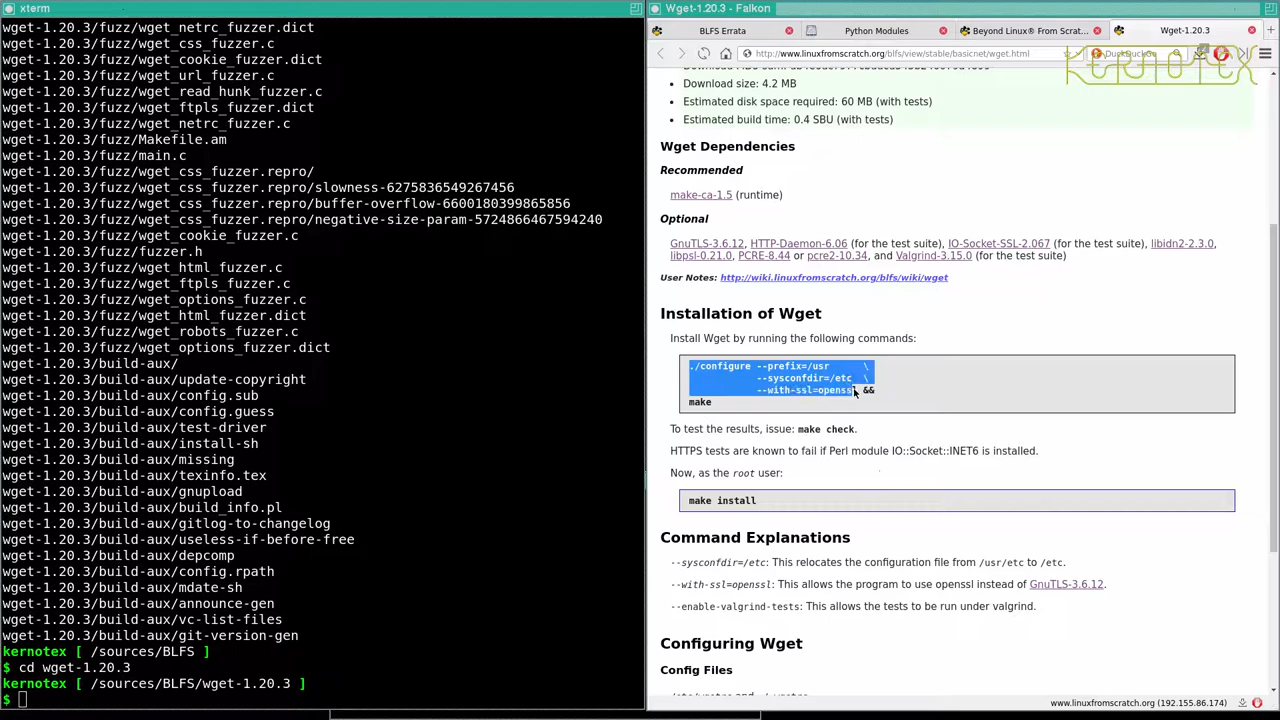 xterm
wget-1.20.3/fuzz/wget_netrc_fuzzer.dict
wget-1.20.3/fuzz/wget_css_fuzzer.c
wget-1.20.3/fuzz/wget_cookie_fuzzer.dict
wget-1.20.3/fuzz/wget_url_fuzzer.c
wget-1.20.3/fuzz/wget_read_hunk_fuzzer.c
wget-1.20.3/fuzz/wget_ftpls_fuzzer.dict
wget-1.20.3/fuzz/wget_netrc_fuzzer.c
wget-1.20.3/fuzz/Makefile.am
wget-1.20.3/fuzz/main.c
wget-1.20.3/fuzz/wget_css_fuzzer.repro/
wget-1.20.3/fuzz/wget_css_fuzzer.repro/slowness-6275836549267456
wget-1.20.3/fuzz/wget_css_fuzzer.repro/buffer-overflow-6600180399865856
wget-1.20.3/fuzz/wget_css_fuzzer.repro/negative-size-param-5724866467594240
wget-1.20.3/fuzz/wget_cookie_fuzzer.c
wget-1.20.3/fuzz/fuzzer.h
wget-1.20.3/fuzz/wget_html_fuzzer.c
wget-1.20.3/fuzz/wget_ftpls_fuzzer.c
wget-1.20.3/fuzz/wget_options_fuzzer.c
wget-1.20.3/fuzz/wget_html_fuzzer.dict
wget-1.20.3/fuzz/wget_robots_fuzzer.c
wget-1.20.3/fuzz/wget_options_fuzzer.dict
wget-1.20.3/build-aux/
wget-1.20.3/build-aux/update-copyright
wget-1.20.3/build-aux/config.sub
wget-1.20.3/build-aux/config.guess
wget-1.20.3/build-aux/test-driver
wget-1.20.3/build-aux/install-sh
wget-1.20.3/build-aux/missing
wget-1.20.3/build-aux/texinfo.tex
wget-1.20.3/build-aux/gnupload
wget-1.20.3/build-aux/build_info.pl
wget-1.20.3/build-aux/gitlog-to-changelog
wget-1.20.3/build-aux/useless-if-before-free
wget-1.20.3/build-aux/depcomp
wget-1.20.3/build-aux/config.rpath
wget-1.20.3/build-aux/mdate-sh
wget-1.20.3/build-aux/announce-gen
wget-1.20.3/build-aux/vc-list-files
wget-1.20.3/build-aux/git-version-gen
kernotex [ /sources/BLFS ]
$ cd wget-1.20.3
kernotex [ /sources/BLFS/wget-1.20.3 ]
$
Wget-1.20.3 - Falkon
BLFS Errata
Python Modules
Beyond Linux® From Scrat...
Wget-1.20.3
http://www.linuxfromscratch.org/blfs/view/stable/basicnet/wget.html
DuckDuckGo
KERNOTEX
Download size: 4.2 MB
Estimated disk space required: 60 MB (with tests)
Estimated build time: 0.4 SBU (with tests)
Wget Dependencies
Recommended
make-ca-1.5 (runtime)
Optional
GnuTLS-3.6.12, HTTP-Daemon-6.06 (for the test suite), IO-Socket-SSL-2.067 (for the test suite), libidn2-2.3.0,
libpsl-0.21.0, PCRE-8.44 or pcre2-10.34, and Valgrind-3.15.0 (for the test suite)
User Notes: http://wiki.linuxfromscratch.org/blfs/wiki/wget
Installation of Wget
Install Wget by running the following commands:
./configure --prefix=/usr \
--sysconfdir=/etc \
--with-ssl=openssl &&
make
To test the results, issue: make check.
HTTPS tests are known to fail if Perl module IO::Socket::INET6 is installed.
Now, as the root user:
make install
Command Explanations
--sysconfdir=/etc: This relocates the configuration file from /usr/etc to /etc.
--with-ssl=openssl: This allows the program to use openssl instead of GnuTLS-3.6.12.
--enable-valgrind-tests: This allows the tests to be run under valgrind.
Configuring Wget
Config Files
www.linuxfromscratch.org (192.155.86.174)